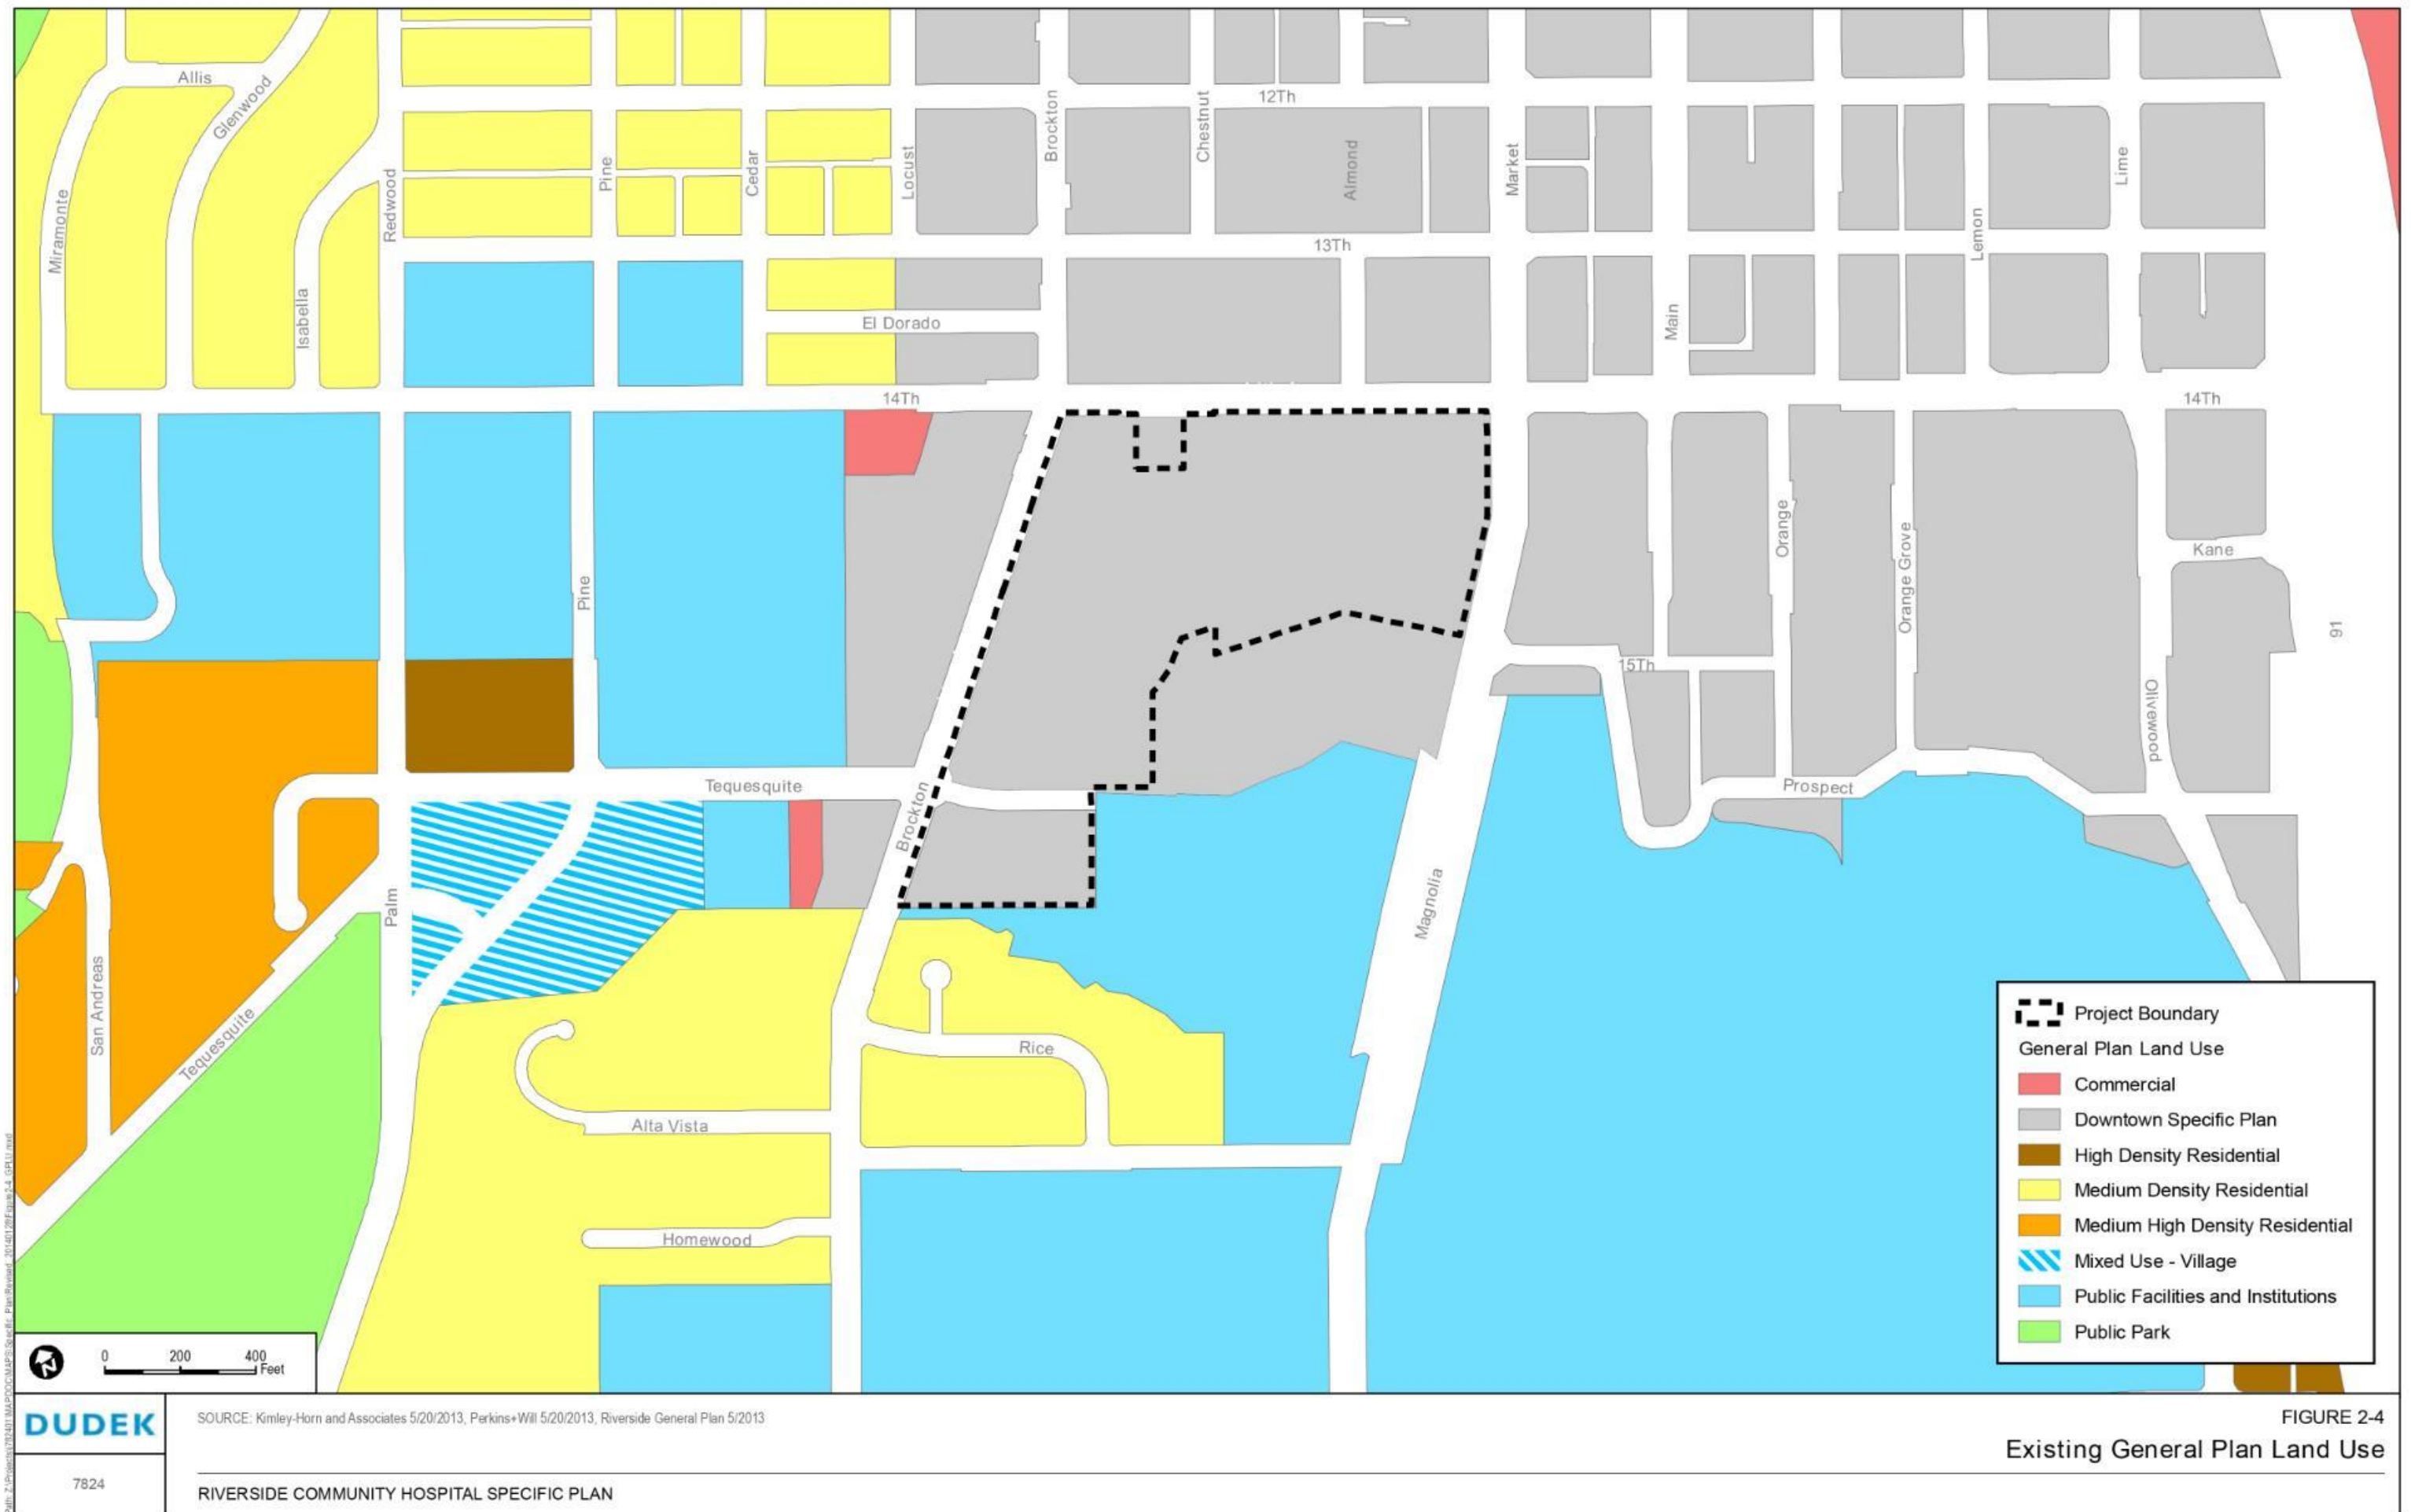 Allis
Glenwood
Miramonte
Isabella
Redwood
Pine
Cedar
Locust
Brockton
Chestnut
12Th
Almond
Market
Lime
Lemon
13Th
Main
El Dorado
14Th
14Th
Pine
Orange
Orange Grove
Kane
91
15Th
Olivewood
Tequesquite
Prospect
Brockton
Palm
Magnolia
San Andreas
Tequesquite
Rice
Alta Vista
Homewood
Project Boundary
General Plan Land Use
Commercial
Downtown Specific Plan
High Density Residential
Medium Density Residential
Medium High Density Residential
Mixed Use - Village
Public Facilities and Institutions
Public Park
N
0 200 400
Feet
DUDEK
7824
SOURCE: Kimley-Horn and Associates 5/20/2013, Perkins+Will 5/20/2013, Riverside General Plan 5/2013
RIVERSIDE COMMUNITY HOSPITAL SPECIFIC PLAN
FIGURE 2-4
Existing General Plan Land Use